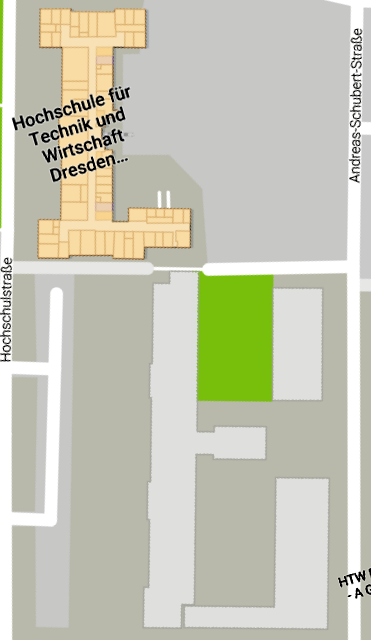 Hochschule für
Technik und
Wirtschaft
Dresden...
Andreas-Schubert-Straße
Hochschulstraße
HTW
- A G